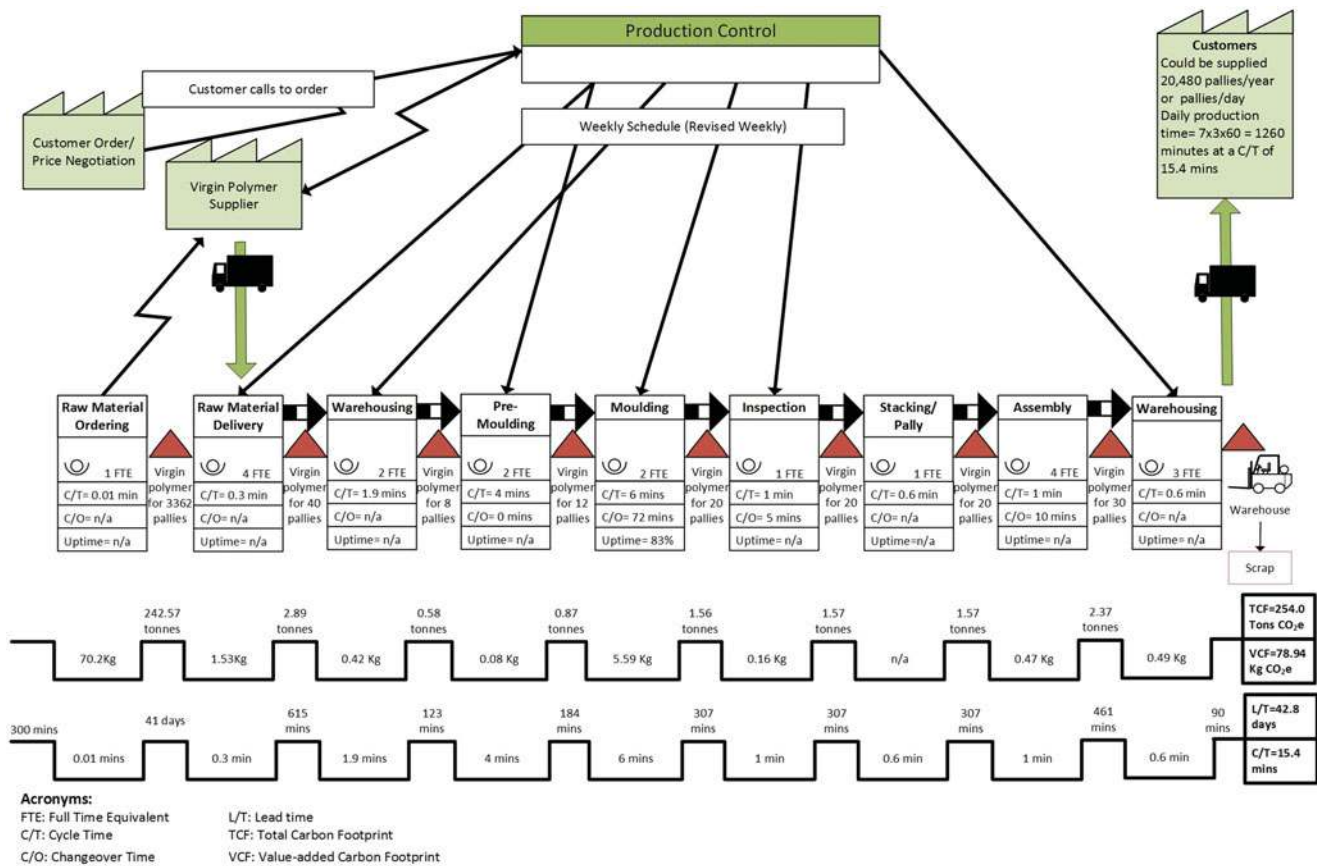 Production Control
Customer calls to order
Customer Order/
Price Negotiation
Virgin Polymer
Supplier
Weekly Schedule (Revised Weekly)
Customers
Could be supplied
20,480 pallies/year
or pallies/day
Daily production
time= 7x3x60 = 1260
minutes at a C/T of
15.4 mins
Raw Material
Ordering
1 FTE
C/T= 0.01 min
C/O= n/a
Uptime= n/a
Virgin
polymer
for 3362
pallies
Raw Material
Delivery
4 FTE
C/T= 0.3 min
C/O= n/a
Uptime= n/a
Virgin
polymer
for 40
pallies
Warehousing
2 FTE
C/T= 1.9 mins
C/O= n/a
Uptime= n/a
Virgin
polymer
for 8
pallies
Pre-
Moulding
2 FTE
C/T= 4 mins
C/O= 0 mins
Uptime= n/a
Virgin
polymer
for 12
pallies
Moulding
2 FTE
C/T= 6 mins
C/O= 72 mins
Uptime= 83%
Virgin
polymer
for 20
pallies
Inspection
1 FTE
C/T= 1 min
C/O= 5 mins
Uptime= n/a
Virgin
polymer
for 20
pallies
Stacking/
Pally
1 FTE
C/T= 0.6 min
C/O= n/a
Uptime=n/a
Virgin
polymer
for 20
pallies
Assembly
4 FTE
C/T= 1 min
C/O= 10 mins
Uptime= n/a
Virgin
polymer
for 30
pallies
Warehousing
3 FTE
C/T= 0.6 min
C/O= n/a
Uptime= n/a
Warehouse
Scrap
242.57
tonnes
2.89
tonnes
0.58
tonnes
0.87
tonnes
1.56
tonnes
1.57
tonnes
1.57
tonnes
2.37
tonnes
TCF=254.0
Tons CO₂e
70.2Kg
1.53Kg
0.42 Kg
0.08 Kg
5.59 Kg
0.16 Kg
n/a
0.47 Kg
0.49 Kg
VCF=78.94
Kg CO₂e
300 mins
41 days
615
mins
123
mins
184
mins
307
mins
307
mins
307
mins
461
mins
90
mins
L/T=42.8
days
0.01 mins
0.3 min
1.9 mins
4 mins
6 mins
1 min
0.6 min
1 min
0.6 min
C/T=15.4
mins
Acronyms:
FTE: Full Time Equivalent
L/T: Lead time
C/T: Cycle Time
TCF: Total Carbon Footprint
C/O: Changeover Time
VCF: Value-added Carbon Footprint